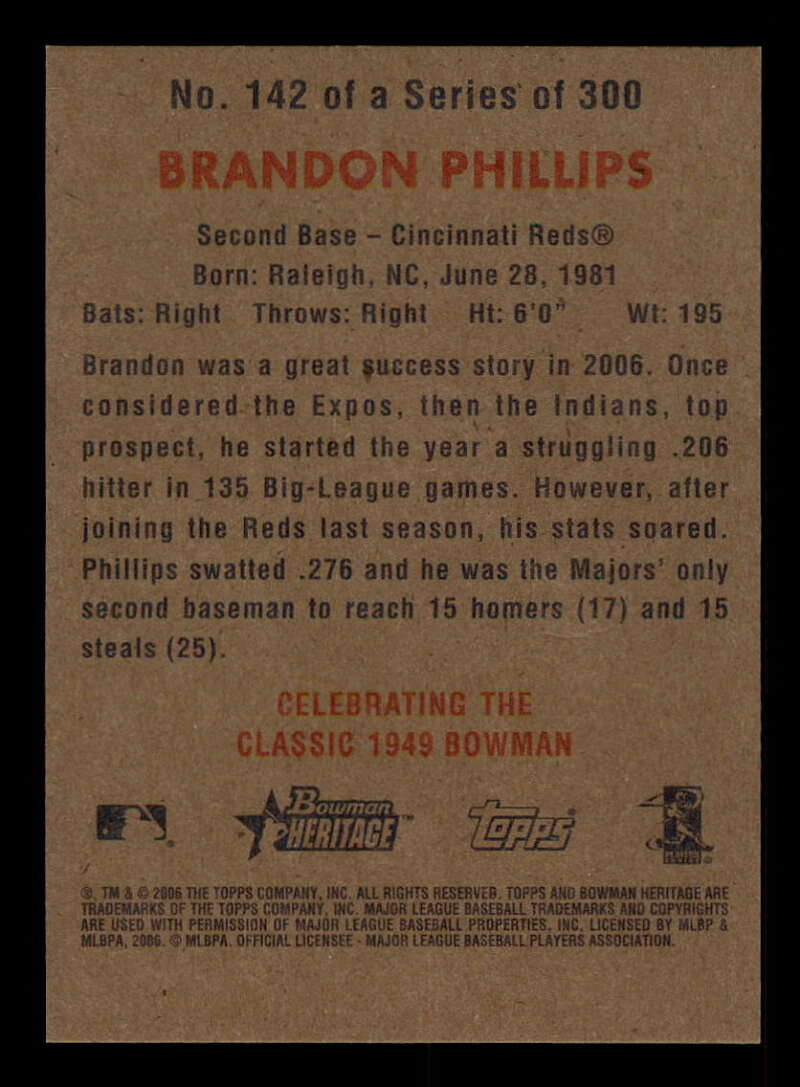 No. 142 of a Series of 300
BRANDON PHILLIPS
Second Base – Cincinnati Reds®
Born: Raleigh, NC, June 28, 1981
Bats: Right Throws: Right Ht: 6'0" Wt: 195
Brandon was a great success story in 2006. Once
considered the Expos, then the Indians, top
prospect, he started the year a struggling .206
hitter in 135 Big-League games. However, after
joining the Reds last season, his stats soared.
Phillips swatted .276 and he was the Majors' only
second baseman to reach 15 homers (17) and 15
steals (25).
CELEBRATING THE
CLASSIC 1949 BOWMAN
Bowman HERITAGE™ Topps®
®, TM & © 2006 THE TOPPS COMPANY, INC. ALL RIGHTS RESERVED. TOPPS AND BOWMAN HERITAGE ARE
TRADEMARKS OF THE TOPPS COMPANY, INC. MAJOR LEAGUE BASEBALL TRADEMARKS AND COPYRIGHTS
ARE USED WITH PERMISSION OF MAJOR LEAGUE BASEBALL PROPERTIES, INC. LICENSED BY MLBP &
MLBPA, 2006. © MLBPA. OFFICIAL LICENSEE - MAJOR LEAGUE BASEBALL PLAYERS ASSOCIATION.